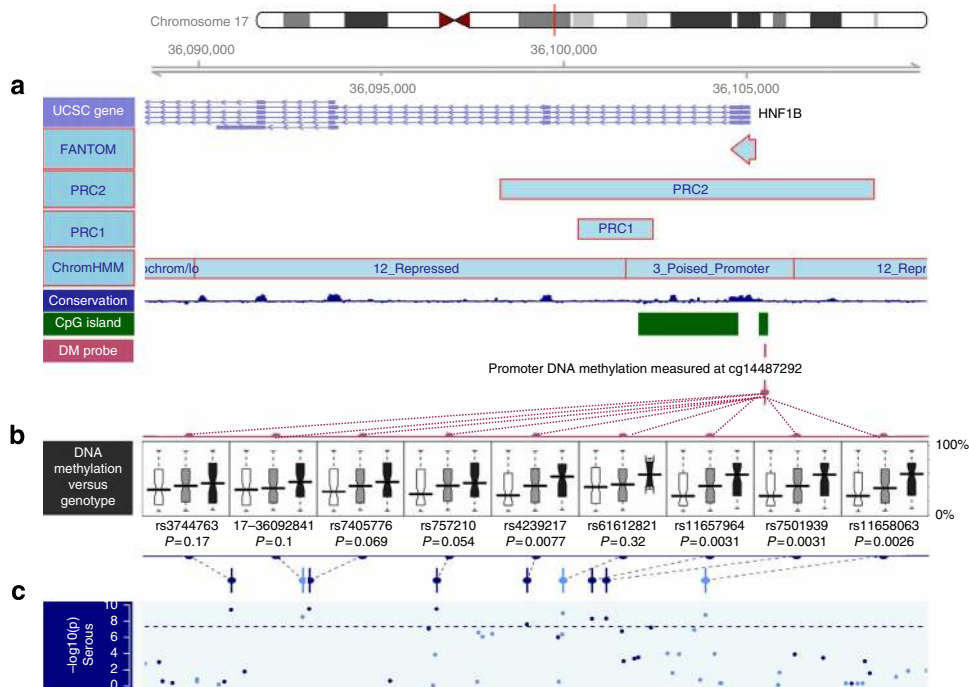 Chromosome 17
36,090,000 36,100,000
36,095,000 36,105,000
a
UCSC gene HNF1B
FANTOM
PRC2 PRC2
PRC1 PRC1
ChromHMM ochrom/lo 12_Repressed 3_Poised_Promoter 12_Repr
Conservation
CpG island
DM probe
Promoter DNA methylation measured at cg14487292
b
DNA methylation versus genotype
100%
0%
rs3744763 17–36092841 rs7405776 rs757210 rs4239217 rs61612821 rs11657964 rs7501939 rs11658063
P=0.17 P=0.1 P=0.069 P=0.054 P=0.0077 P=0.32 P=0.0031 P=0.0031 P=0.0026
c
–log10(p)
Serous
10
8
6
4
2
0